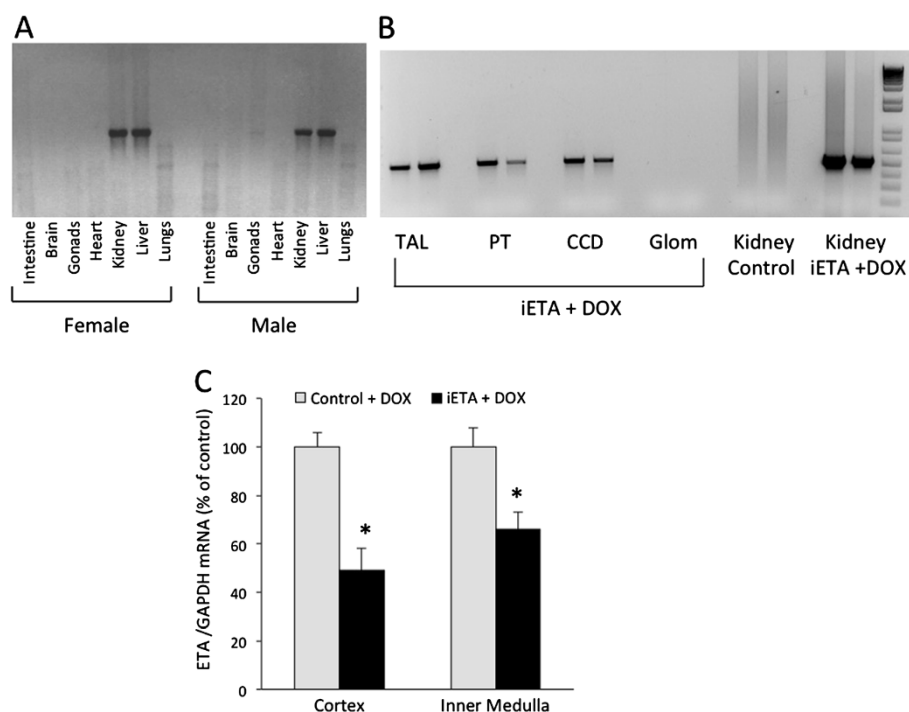 A
Intestine
Brain
Gonads
Heart
Kidney
Liver
Lungs
Intestine
Brain
Gonads
Heart
Kidney
Liver
Lungs
Female
Male
B
TAL PT CCD Glom Kidney Kidney
Control iETA +DOX
iETA + DOX
C
Control + DOX iETA + DOX
ETA /GAPDH mRNA (% of control)
120
100
80
60
40
20
0
*
*
Cortex Inner Medulla